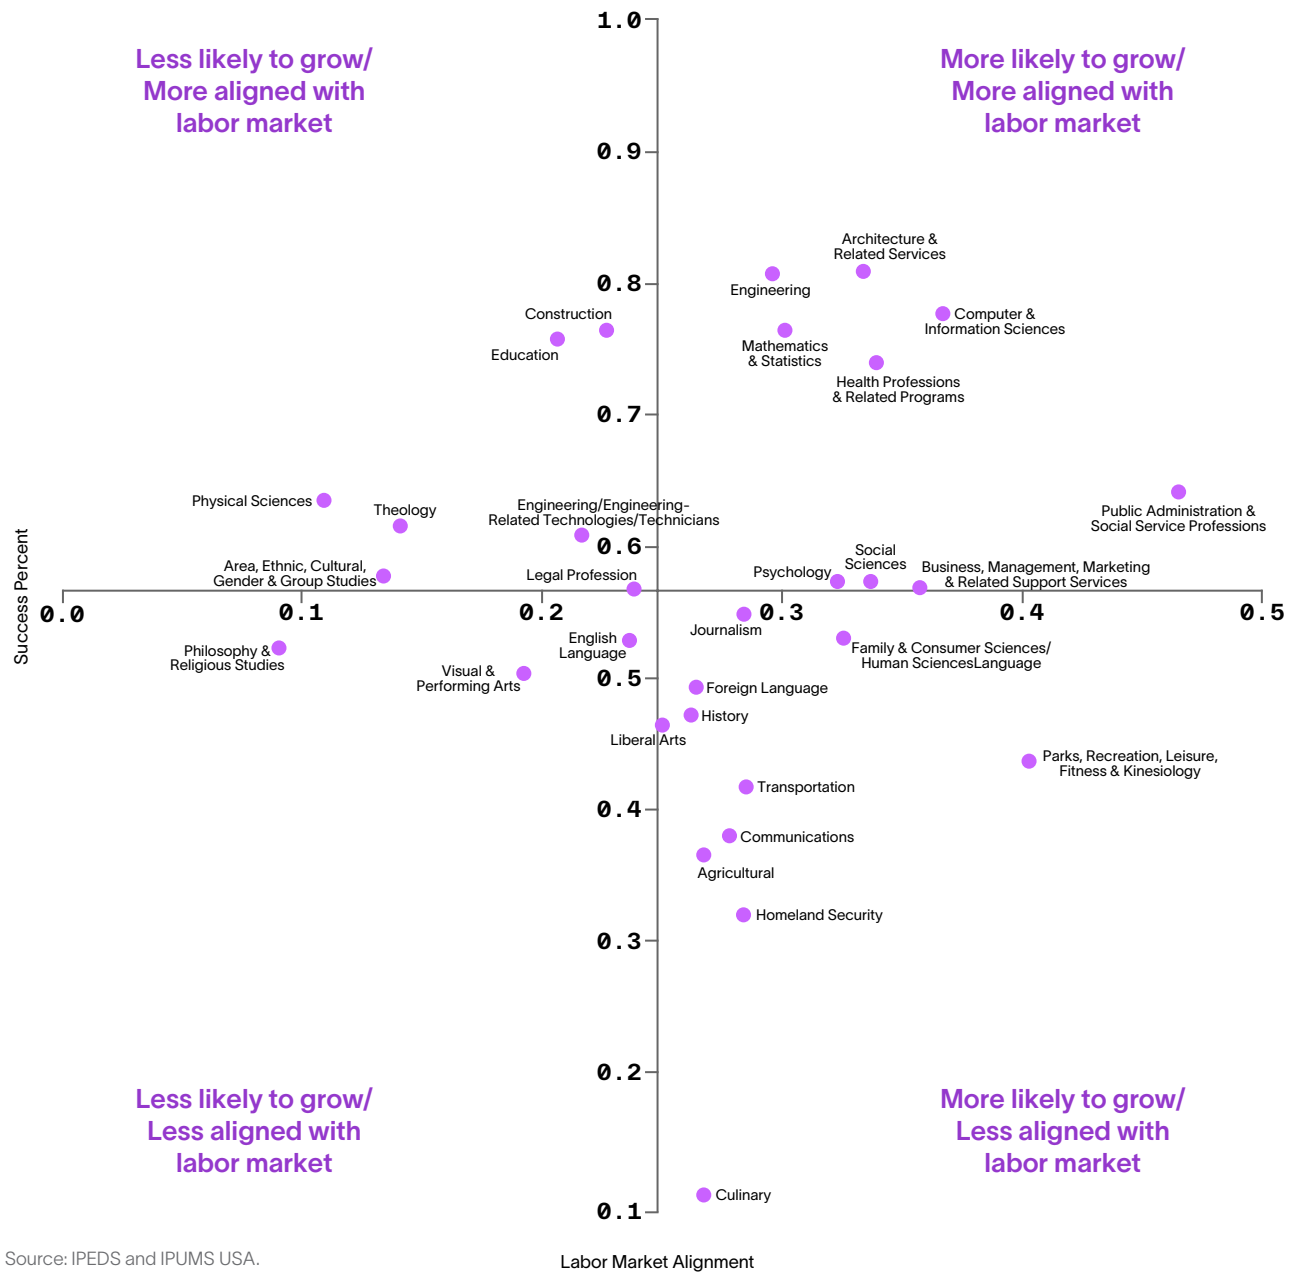 1.0
Less likely to grow/
More aligned with
labor market
More likely to grow/
More aligned with
labor market
0.9
Architecture &
Related Services
Engineering
0.8
Construction
Computer &
Information Sciences
Education
Mathematics
& Statistics
Health Professions
& Related Programs
0.7
Physical Sciences
Theology
Engineering/Engineering-
Related Technologies/Technicians
Public Administration &
Social Service Professions
0.6
Area, Ethnic, Cultural,
Gender & Group Studies
Legal Profession
Psychology
Social
Sciences
Business, Management, Marketing
& Related Support Services
Success Percent
0.0
0.1
0.2
0.3
0.4
0.5
Journalism
English
Language
Family & Consumer Sciences/
Human SciencesLanguage
Philosophy &
Religious Studies
Visual &
Performing Arts
0.5
Foreign Language
History
Liberal Arts
Parks, Recreation, Leisure,
Fitness & Kinesiology
Transportation
0.4
Communications
Agricultural
Homeland Security
0.3
0.2
Less likely to grow/
Less aligned with
labor market
More likely to grow/
Less aligned with
labor market
Culinary
0.1
Source: IPEDS and IPUMS USA.
Labor Market Alignment